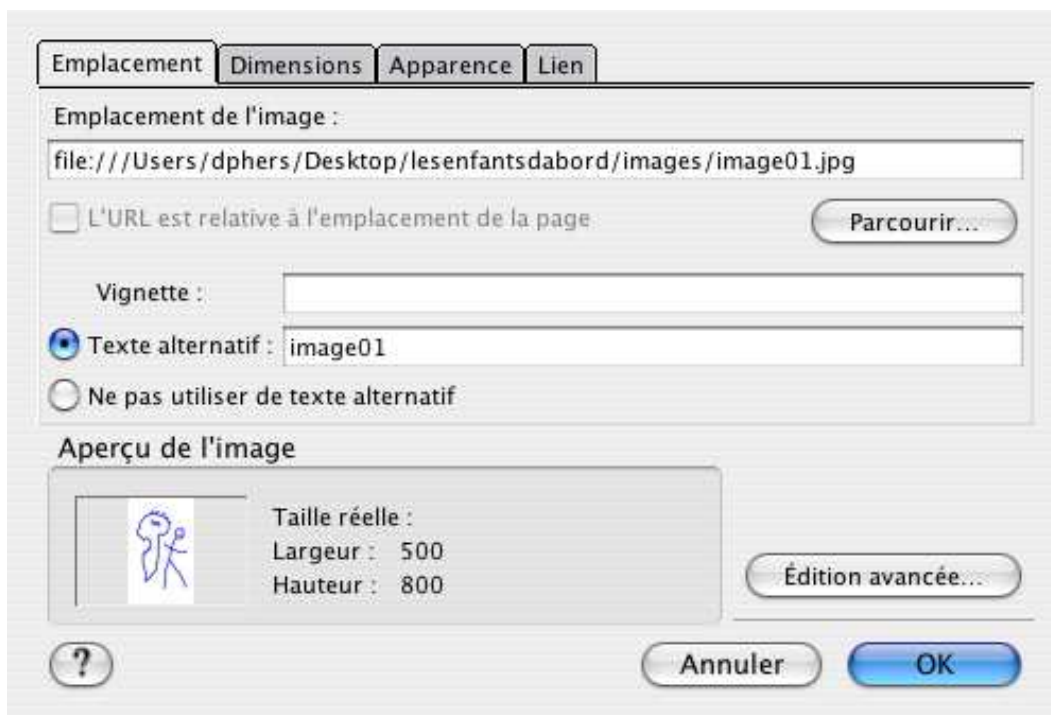 Emplacement Dimensions Apparence Lien
Emplacement de l'image :
file:///Users/dphers/Desktop/lesenfantsdabord/images/image01.jpg
L'URL est relative à l'emplacement de la page
Parcourir...
Vignette :
Texte alternatif : image01
Ne pas utiliser de texte alternatif
Aperçu de l'image
Taille réelle :
Largeur : 500
Hauteur : 800
Édition avancée...
? Annuler OK